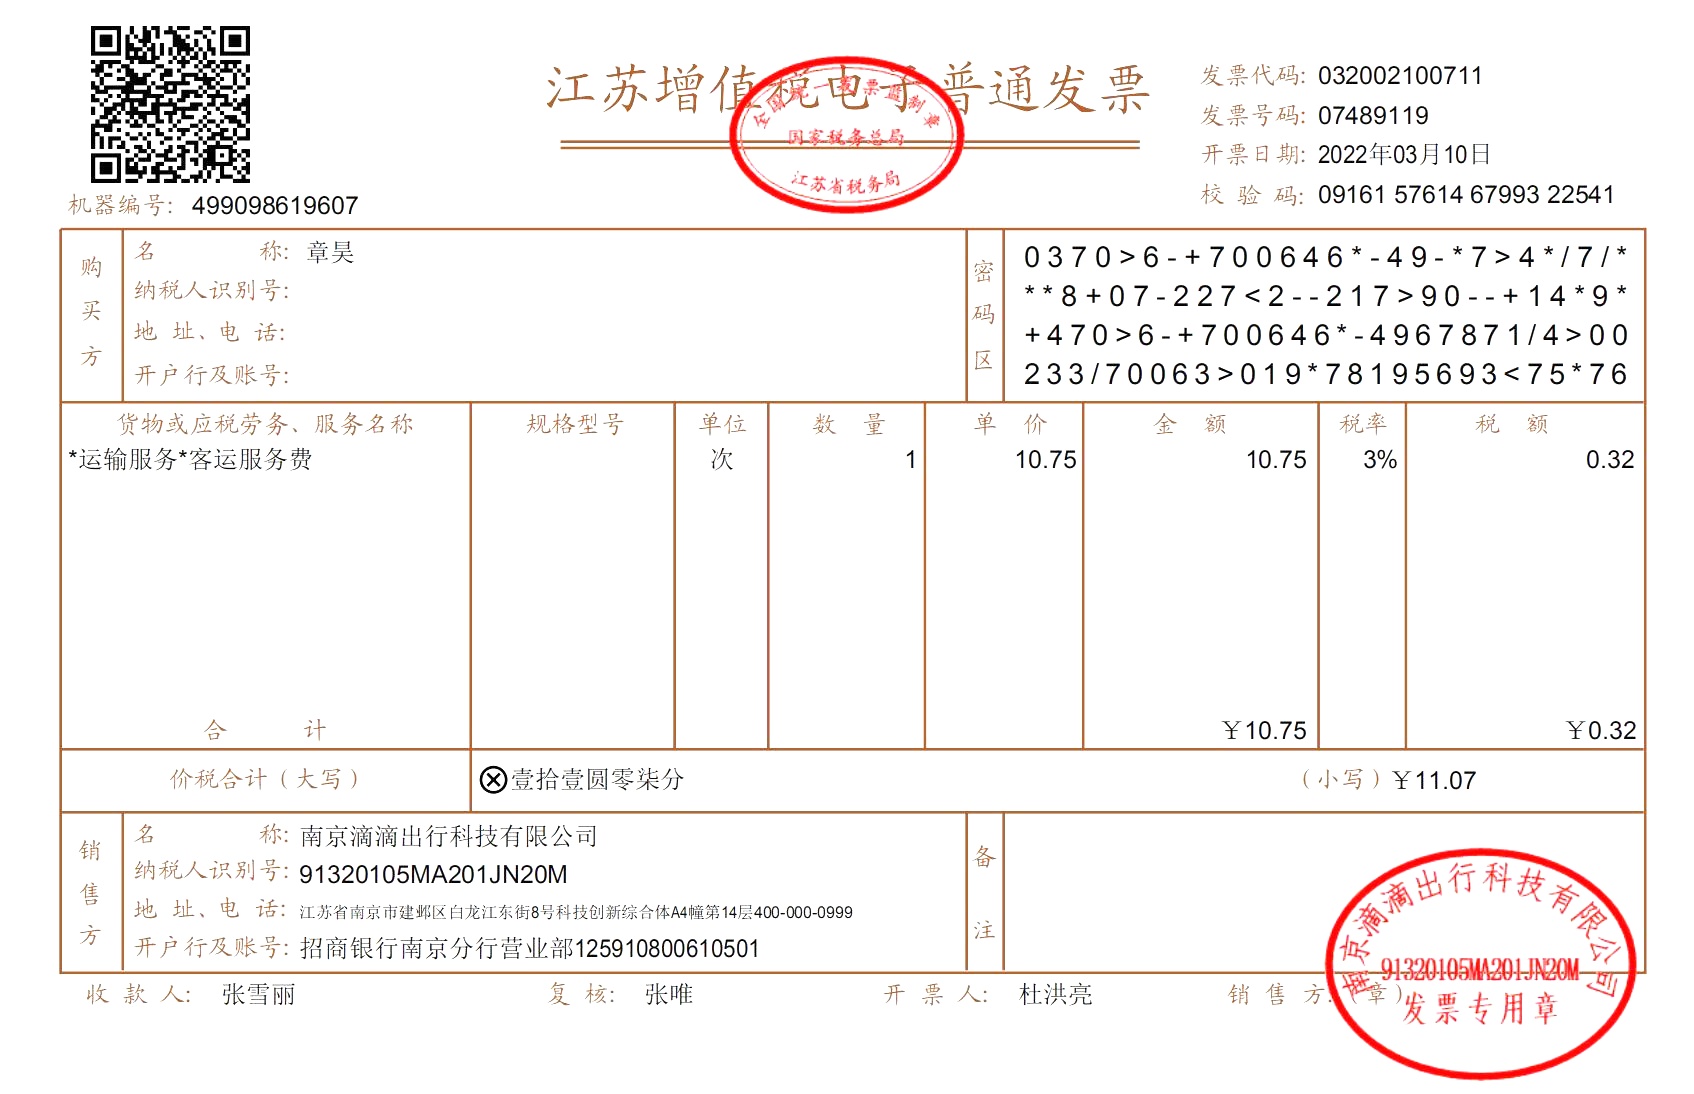 江苏增值税电子普通发票
全国统一发票监制章
国家税务总局
江苏省税务局
发票代码: 032002100711
发票号码: 07489119
开票日期: 2022年03月10日
校验码: 09161 57614 67993 22541
机器编号: 499098619607
购买方
名称: 章昊
纳税人识别号:
地址、电话:
开户行及账号:
密码区
0370>6-+700646*-49-*7>4*/7/*
**8+07-227<2--217>90--+14*9*
+470>6-+700646*-4967871/4>00
233/70063>019*78195693<75*76
货物或应税劳务、服务名称 规格型号 单位 数量 单价 金额 税率 税额
*运输服务*客运服务费 次 1 10.75 10.75 3% 0.32
合计 ￥10.75 ￥0.32
价税合计（大写） ⊗壹拾壹圆零柒分 （小写）￥11.07
销售方
名称: 南京滴滴出行科技有限公司
纳税人识别号: 91320105MA201JN20M
地址、电话: 江苏省南京市建邺区白龙江东街8号科技创新综合体A4幢第14层400-000-0999
开户行及账号: 招商银行南京分行营业部125910800610501
备注
收款人: 张雪丽 复核: 张唯 开票人: 杜洪亮 销售方:（章）
南京滴滴出行科技有限公司
91320105MA201JN20M
发票专用章